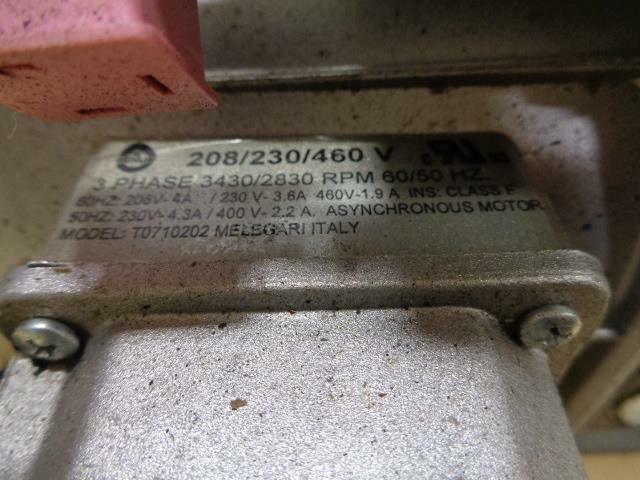 208/230/460 V
3 PHASE 3430/2830 RPM 60/50 HZ.
60HZ: 208V- 4A / 230 V- 3.6A 460V-1.9 A INS: CLASS F
50HZ: 230V- 4.3A / 400 V- 2.2 A. ASYNCHRONOUS MOTOR
MODEL: T0710202 MELEGARI ITALY